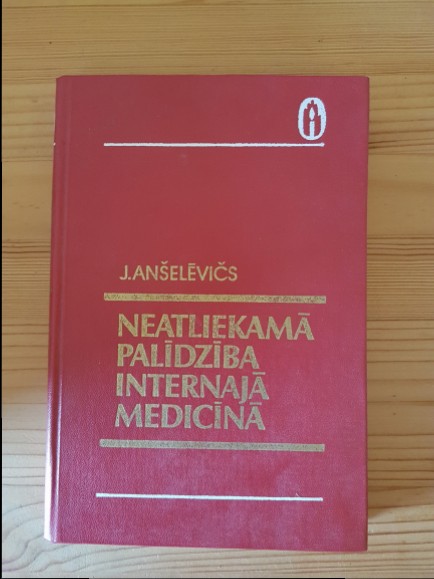 J.ANŠELĒVIČS
NEATLIEKAMĀ
PALĪDZĪBA
INTERNAJĀ
MEDICĪNĀ